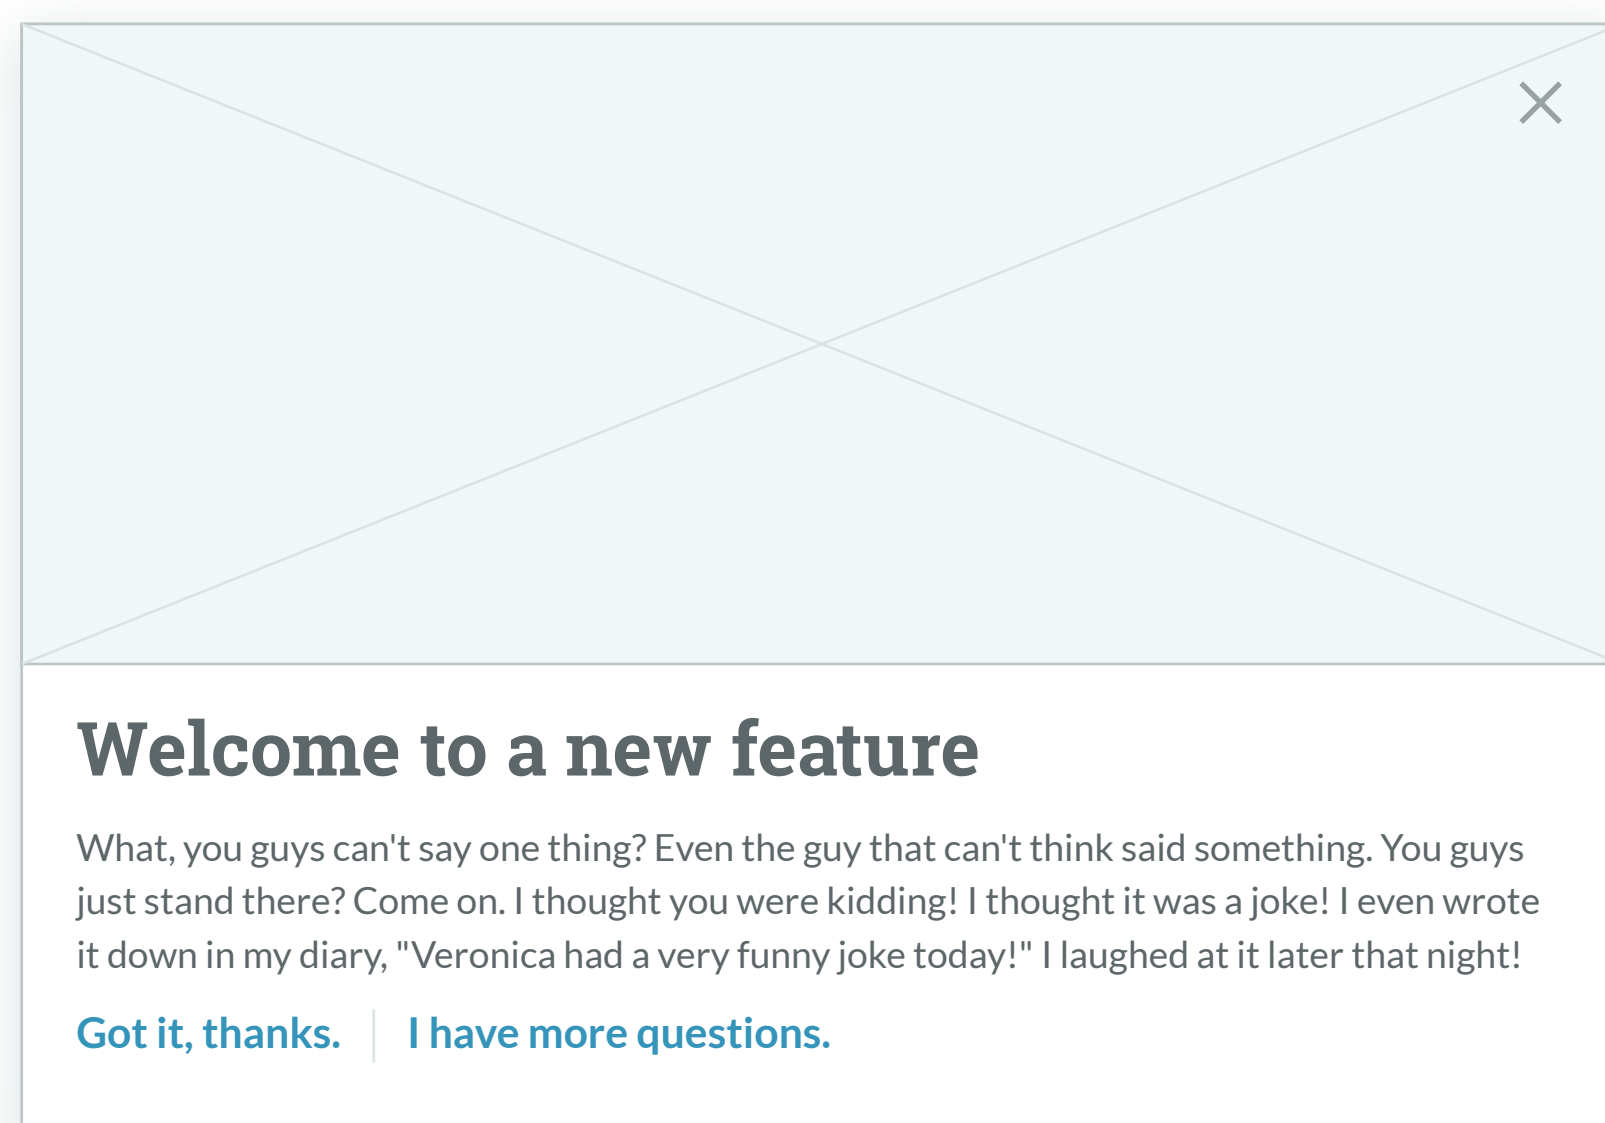 Welcome to a new feature
What, you guys can't say one thing? Even the guy that can't think said something. You guys
just stand there? Come on. I thought you were kidding! I thought it was a joke! I even wrote
it down in my diary, "Veronica had a very funny joke today!" I laughed at it later that night!
Got it, thanks. I have more questions.